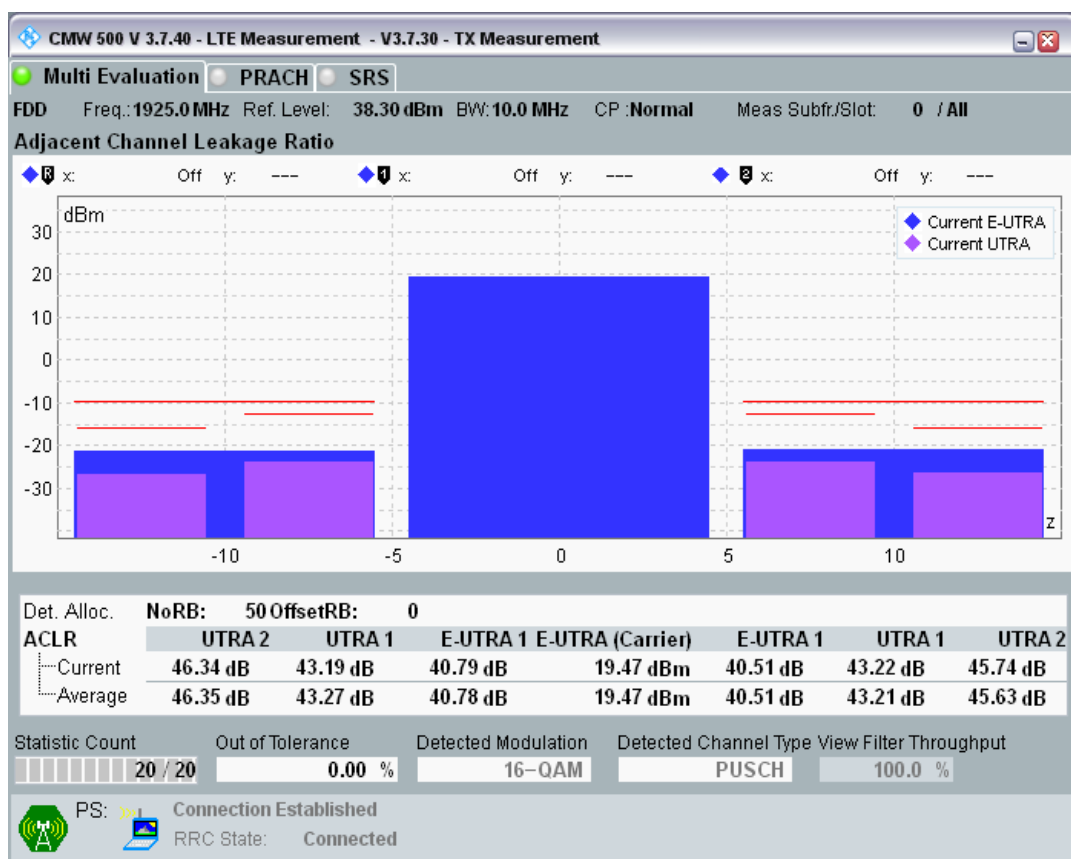 CMW 500 V 3.7.40 - LTE Measurement - V3.7.30 - TX Measurement
Multi Evaluation PRACH SRS
FDD Freq.: 1925.0 MHz Ref. Level: 38.30 dBm BW: 10.0 MHz CP :Normal Meas Subfr./Slot: 0 / All
Adjacent Channel Leakage Ratio
R x: Off y: --- 1 x: Off y: --- 2 x: Off y: ---
dBm
Current E-UTRA
Current UTRA
30
20
10
0
-10
-20
-30
z
-10 -5 0 5 10
Det. Alloc. NoRB: 50 OffsetRB: 0
ACLR UTRA 2 UTRA 1 E-UTRA 1 E-UTRA (Carrier) E-UTRA 1 UTRA 1 UTRA 2
Current 46.34 dB 43.19 dB 40.79 dB 19.47 dBm 40.51 dB 43.22 dB 45.74 dB
Average 46.35 dB 43.27 dB 40.78 dB 19.47 dBm 40.51 dB 43.21 dB 45.63 dB
Statistic Count Out of Tolerance Detected Modulation Detected Channel Type View Filter Throughput
20 / 20 0.00 % 16-QAM PUSCH 100.0 %
PS: Connection Established
RRC State: Connected